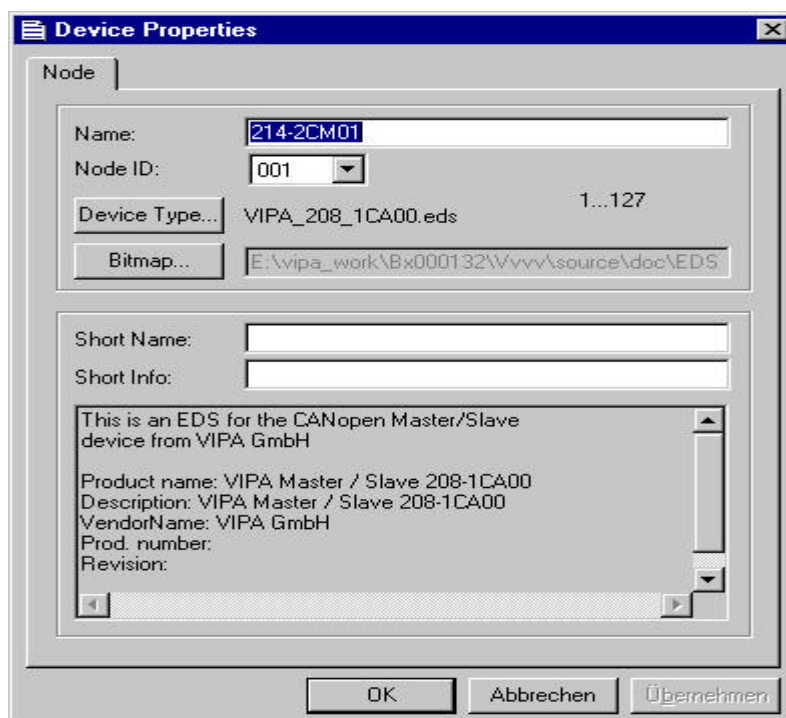 Device Properties
Node
Name: 214-2CM01
Node ID: 001
1...127
Device Type... VIPA_208_1CA00.eds
Bitmap... E:\vipa_work\Bx000132\Vvvv\source\doc\EDS
Short Name:
Short Info:
This is an EDS for the CANopen Master/Slave
device from VIPA GmbH
Product name: VIPA Master / Slave 208-1CA00
Description: VIPA Master / Slave 208-1CA00
VendorName: VIPA GmbH
Prod. number:
Revision:
OK Abbrechen Übernehmen